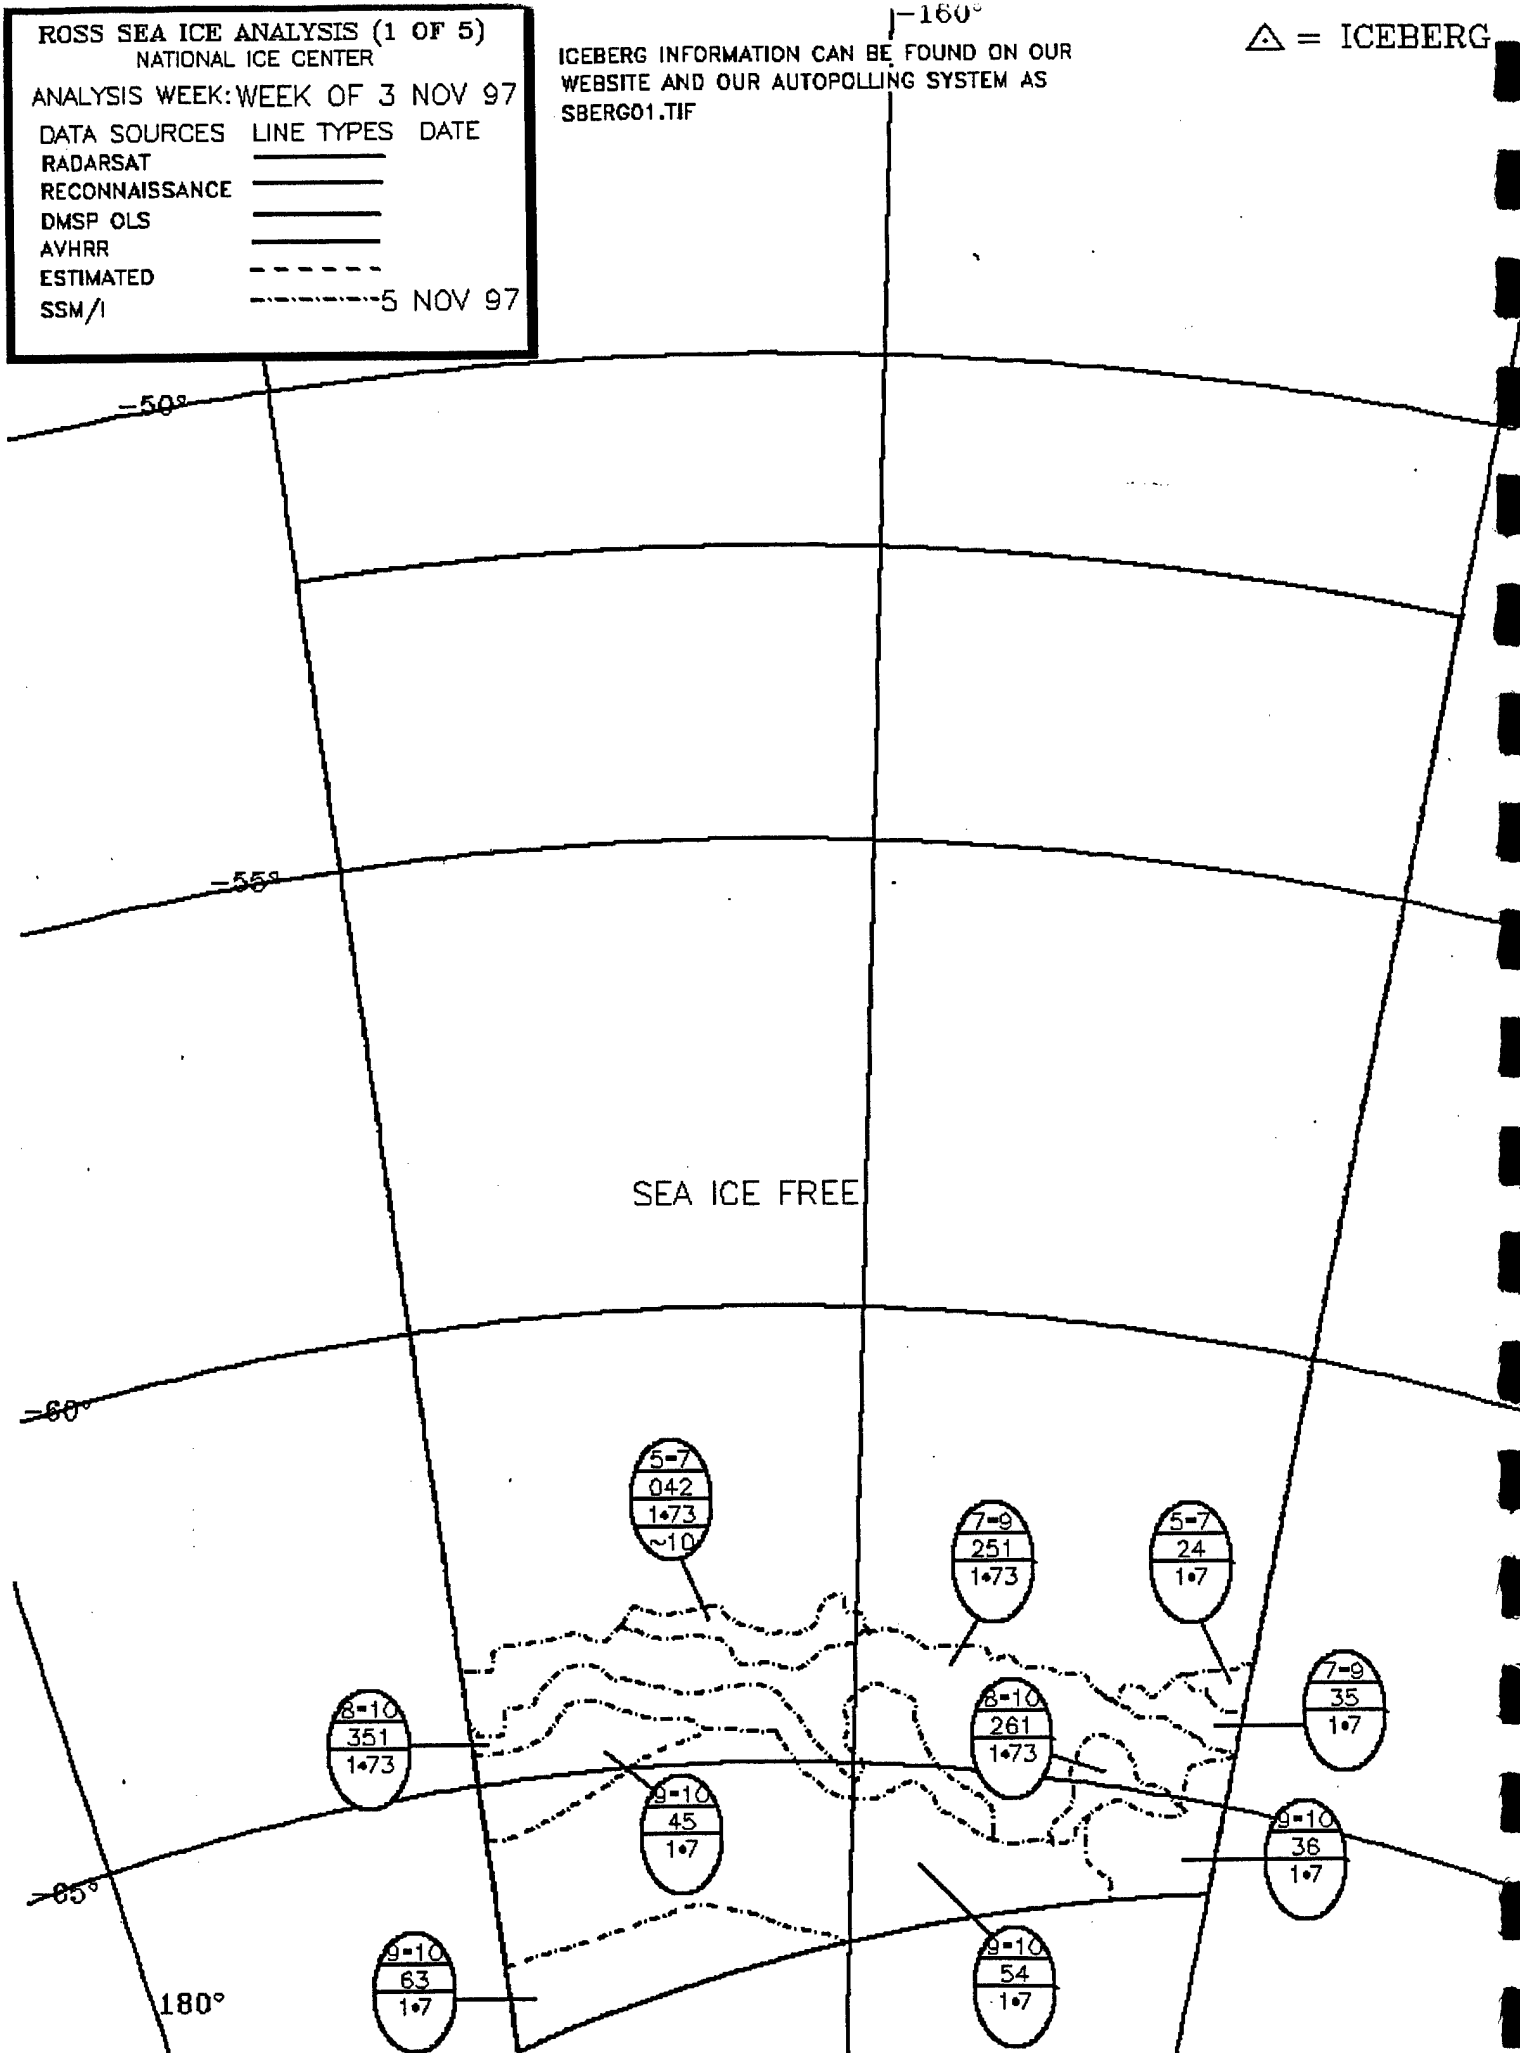 ROSS SEA ICE ANALYSIS (1 OF 5)
NATIONAL ICE CENTER
ANALYSIS WEEK: WEEK OF 3 NOV 97
DATA SOURCES LINE TYPES DATE
RADARSAT
RECONNAISSANCE
DMSP OLS
AVHRR
ESTIMATED
SSM/I 5 NOV 97
-160°
ICEBERG INFORMATION CAN BE FOUND ON OUR
WEBSITE AND OUR AUTOPOLLING SYSTEM AS
SBERG01.TIF
△ = ICEBERG
-50°
-55°
SEA ICE FREE
-60°
5-7
042
1•73
~10
7-9
251
1•73
5-7
24
1•7
7-9
35
1•7
8-10
351
1•73
8-10
261
1•73
9-10
45
1•7
9-10
36
1•7
-65°
9-10
63
1•7
9-10
54
1•7
180°